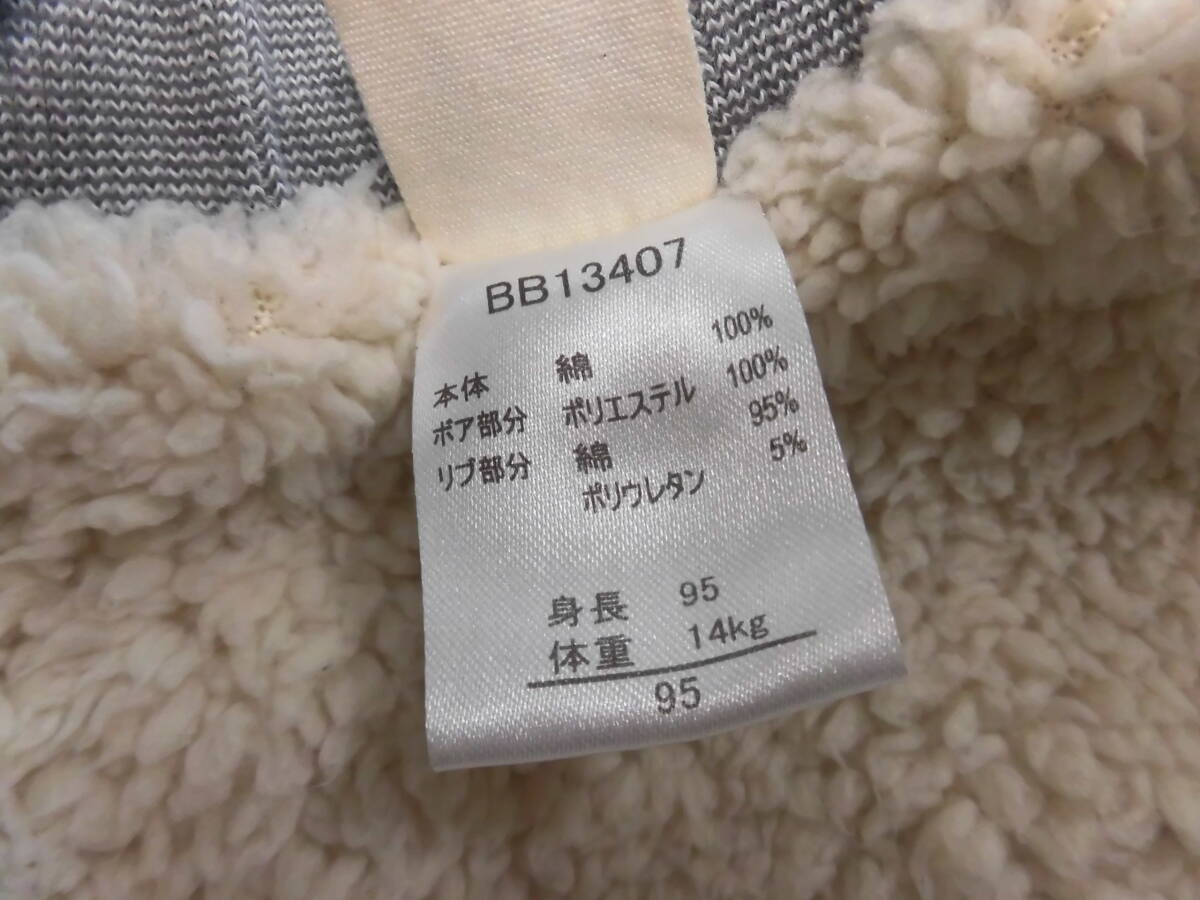 BB13407
本体 綿 100%
ボア部分 ポリエステル 100%
リブ部分 綿 95%
ポリウレタン 5%
身長 95
体重 14kg
95